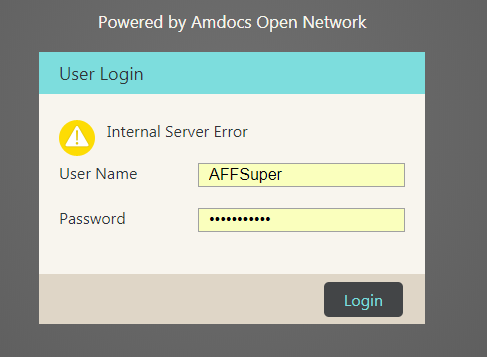 Powered by Amdocs Open Network
User Login
Internal Server Error
User Name AFFSuper
Password •••••••••••
Login